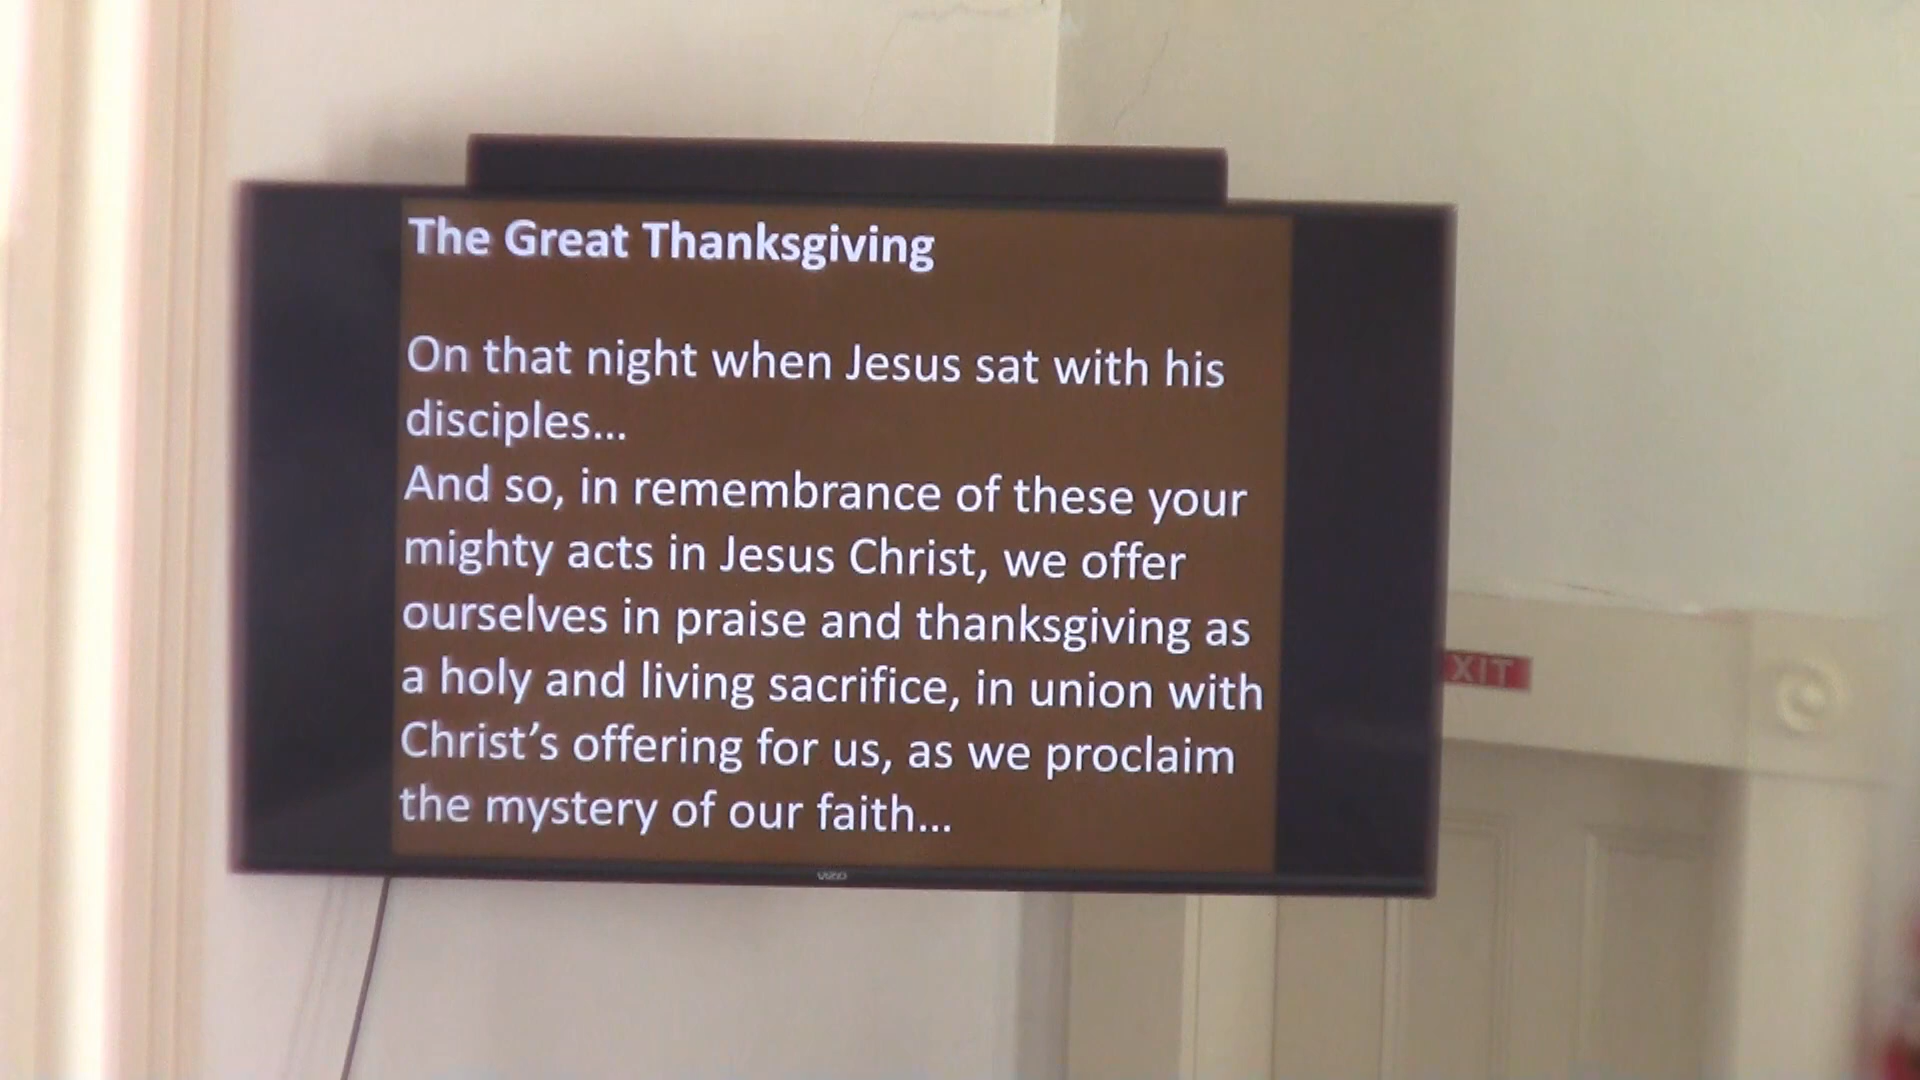 The Great Thanksgiving
On that night when Jesus sat with his
disciples...
And so, in remembrance of these your
mighty acts in Jesus Christ, we offer
ourselves in praise and thanksgiving as
a holy and living sacrifice, in union with
Christ’s offering for us, as we proclaim
the mystery of our faith...
XIT
VIZIO